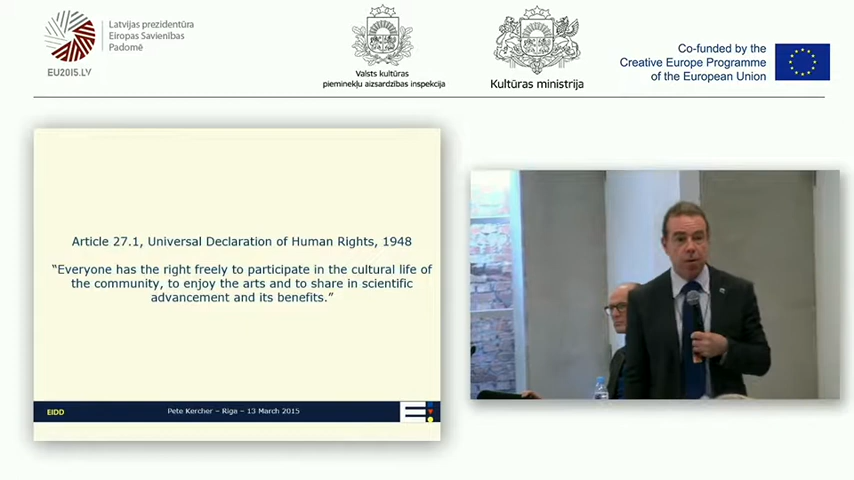 Latvijas prezidentūra
Eiropas Savienības
Padomē
EU2015.LV
Valsts kultūras
pieminekļu aizsardzības inspekcija
Kultūras ministrija
Co-funded by the
Creative Europe Programme
of the European Union
Article 27.1, Universal Declaration of Human Rights, 1948
“Everyone has the right freely to participate in the cultural life of
the community, to enjoy the arts and to share in scientific
advancement and its benefits.”
EIDD
Pete Kercher – Riga – 13 March 2015